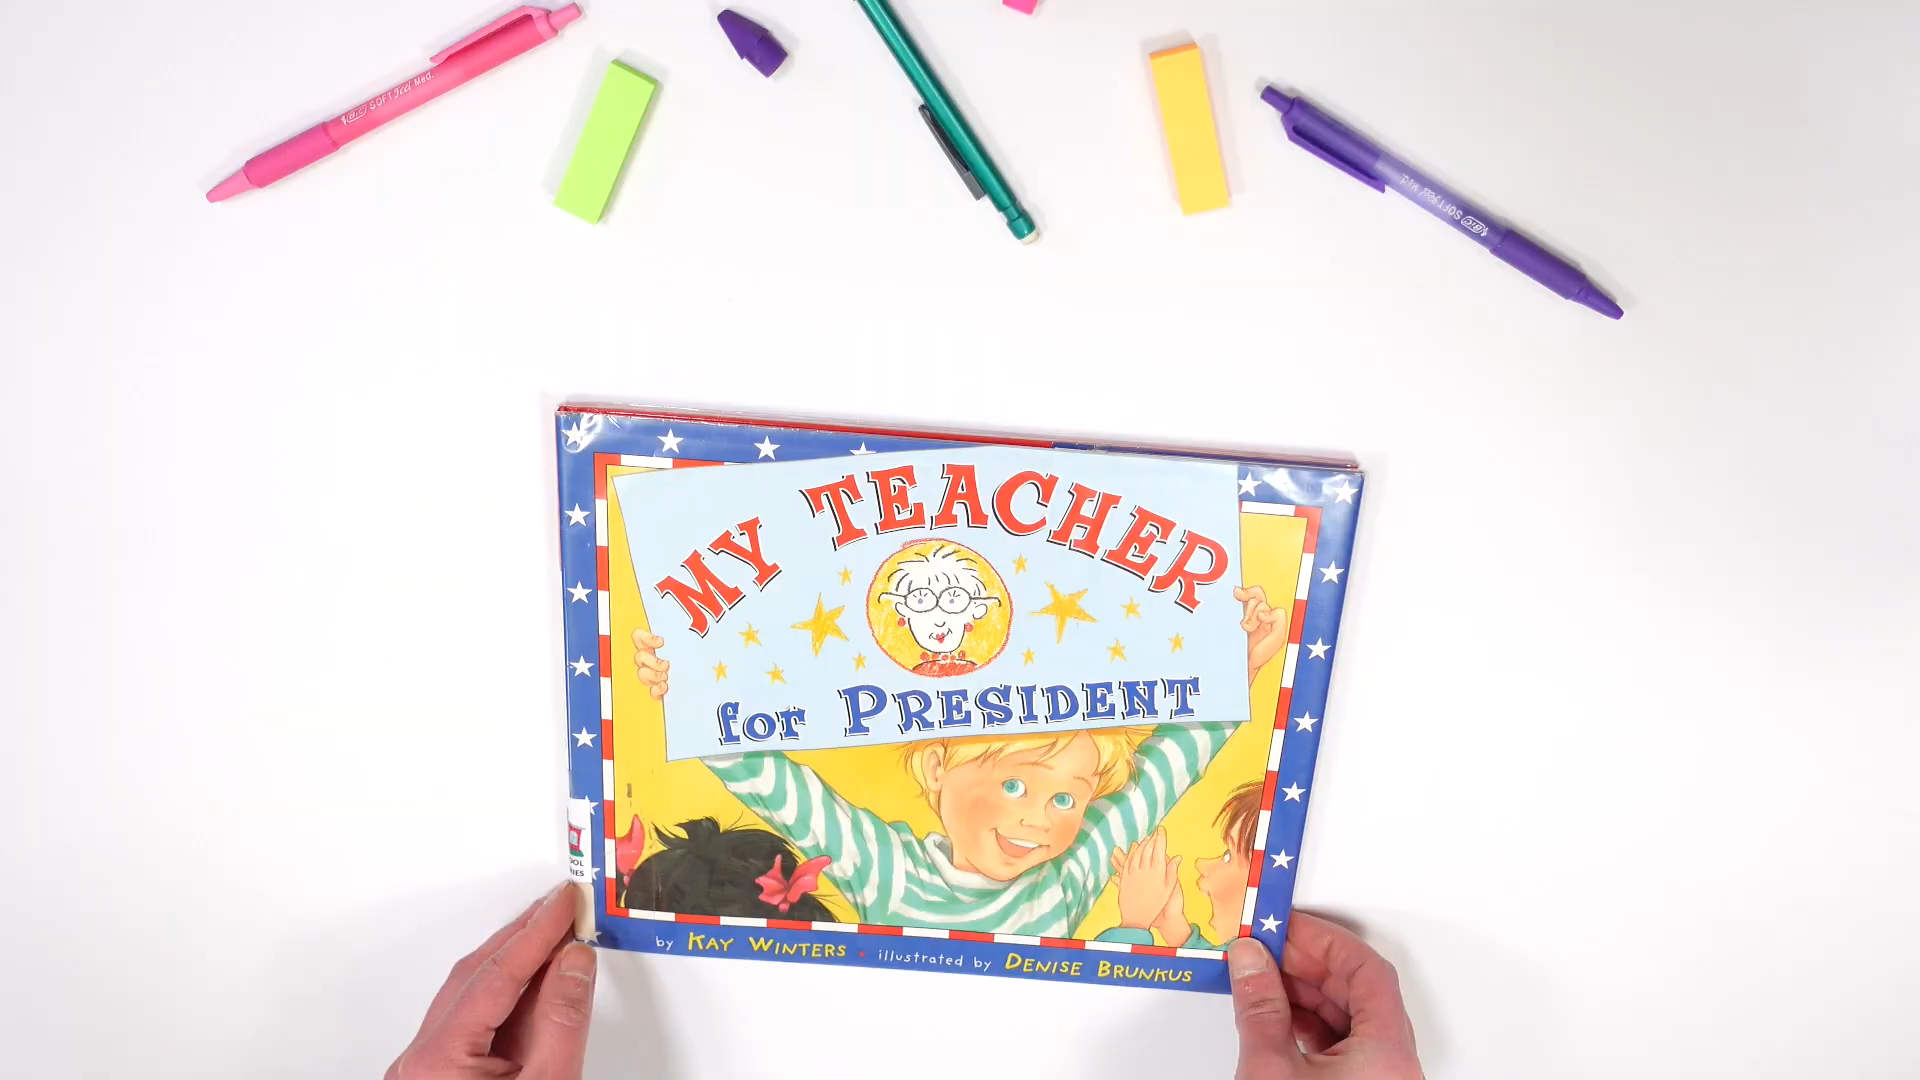 BIC SOFT Feel Med.
BIC SOFT Feel Med.
MY TEACHER
for PRESIDENT
by KAY WINTERS • illustrated by DENISE BRUNKUS